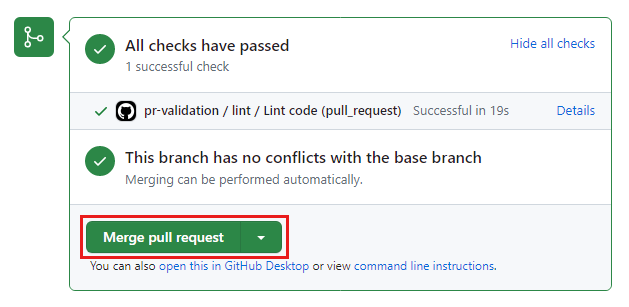 All checks have passed
Hide all checks
1 successful check
pr-validation / lint / Lint code (pull_request) Successful in 19s Details
This branch has no conflicts with the base branch
Merging can be performed automatically.
Merge pull request
You can also open this in GitHub Desktop or view command line instructions.